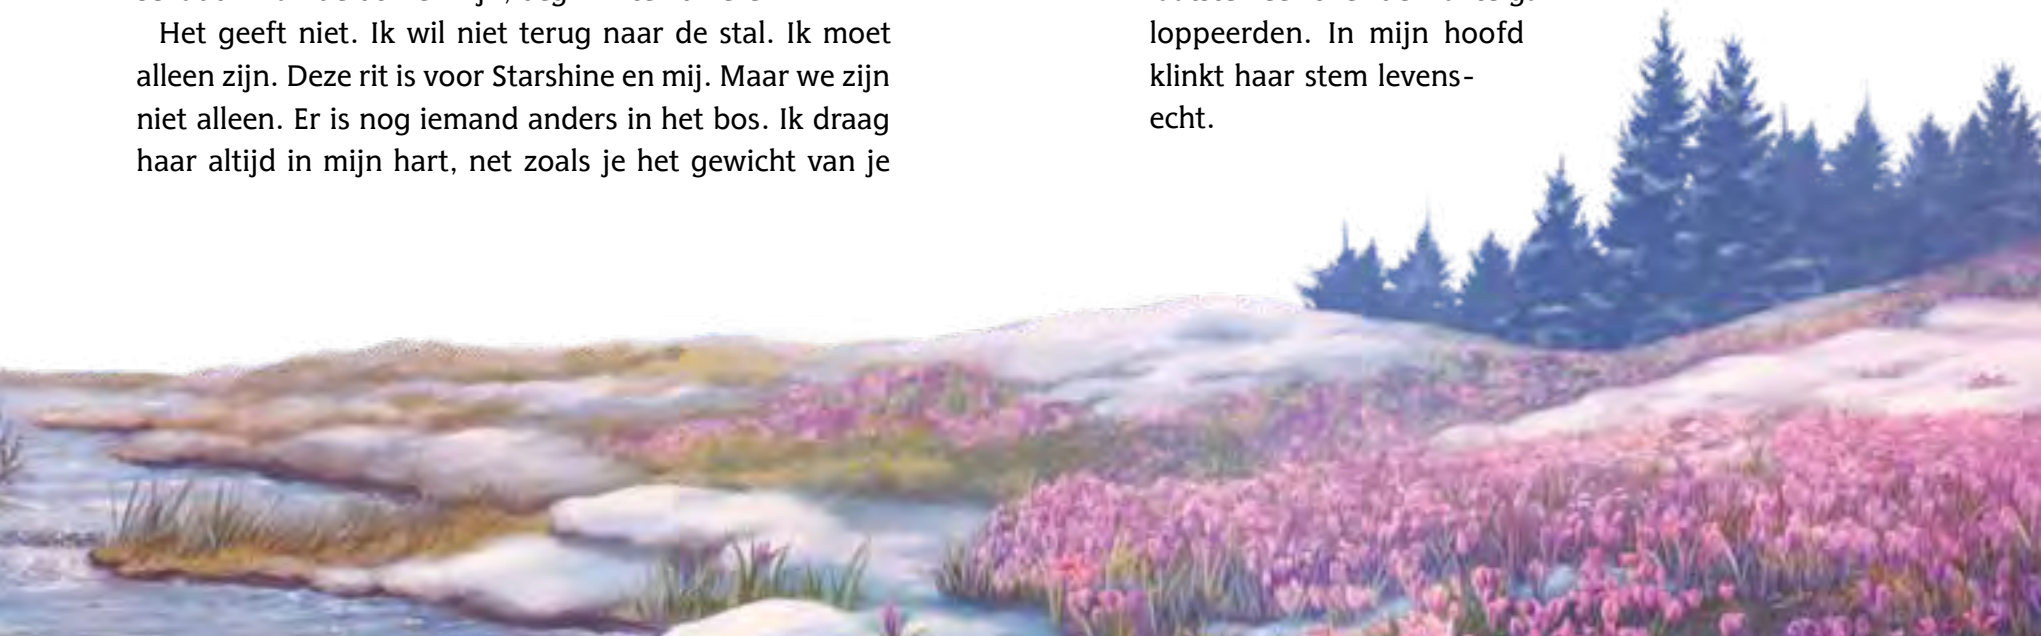 Het geeft niet. Ik wil niet terug naar de stal. Ik moet
alleen zijn. Deze rit is voor Starshine en mij. Maar we zijn
niet alleen. Er is nog iemand anders in het bos. Ik draag
haar altijd in mijn hart, net zoals je het gewicht van je
loppeerden. In mijn hoofd
klinkt haar stem levens-
echt.